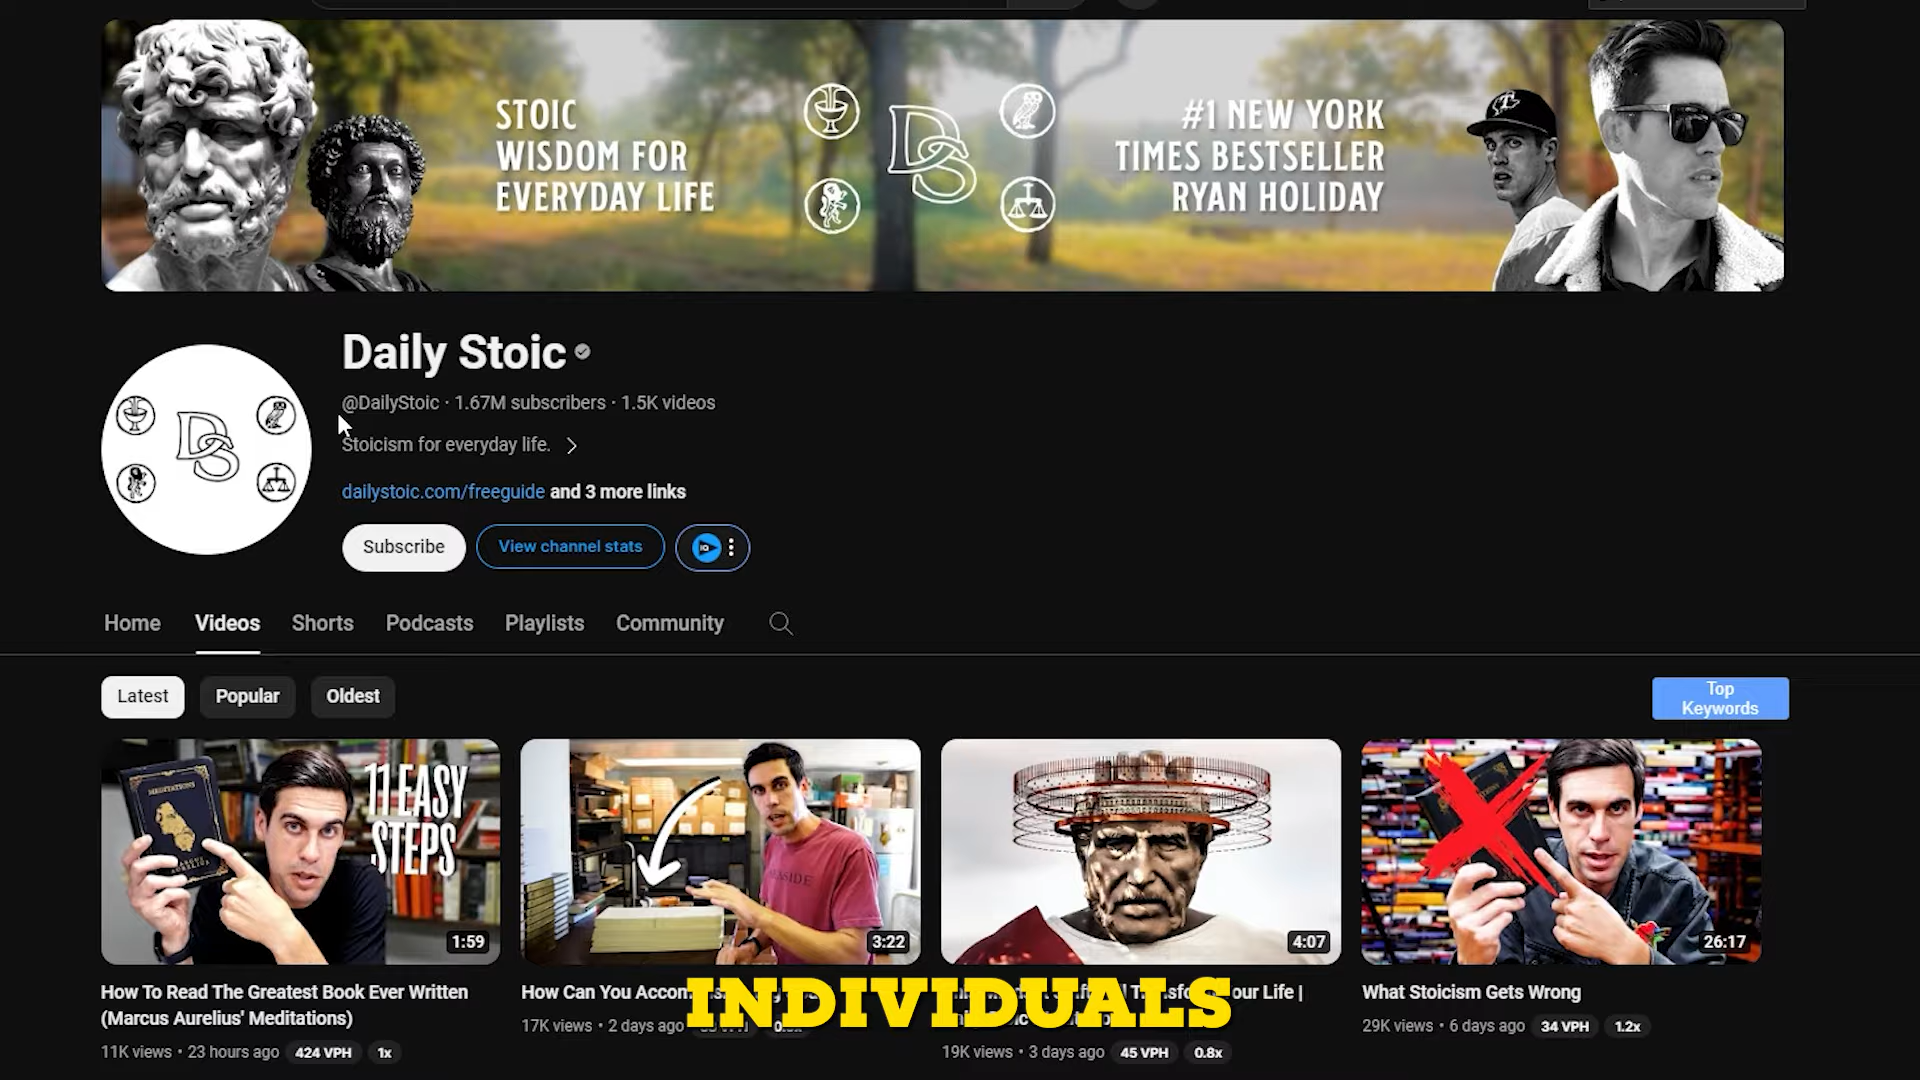 STOIC
WISDOM FOR
EVERYDAY LIFE
DS
#1 NEW YORK
TIMES BESTSELLER
RYAN HOLIDAY
Daily Stoic
@DailyStoic · 1.67M subscribers · 1.5K videos
Stoicism for everyday life.
dailystoic.com/freeguide and 3 more links
Subscribe
View channel stats
IQ
DS
Home
Videos
Shorts
Podcasts
Playlists
Community
Latest
Popular
Oldest
Top
Keywords
MEDITATIONS
11 EASY
STEPS
1:59
3:22
4:07
26:17
How To Read The Greatest Book Ever Written
(Marcus Aurelius' Meditations)
11K views • 23 hours ago 424 VPH 1x
How Can You
17K views • 2 days ago
INDIVIDUALS
our Life |
19K views • 3 days ago 45 VPH 0.8x
What Stoicism Gets Wrong
29K views • 6 days ago 34 VPH 1.2x